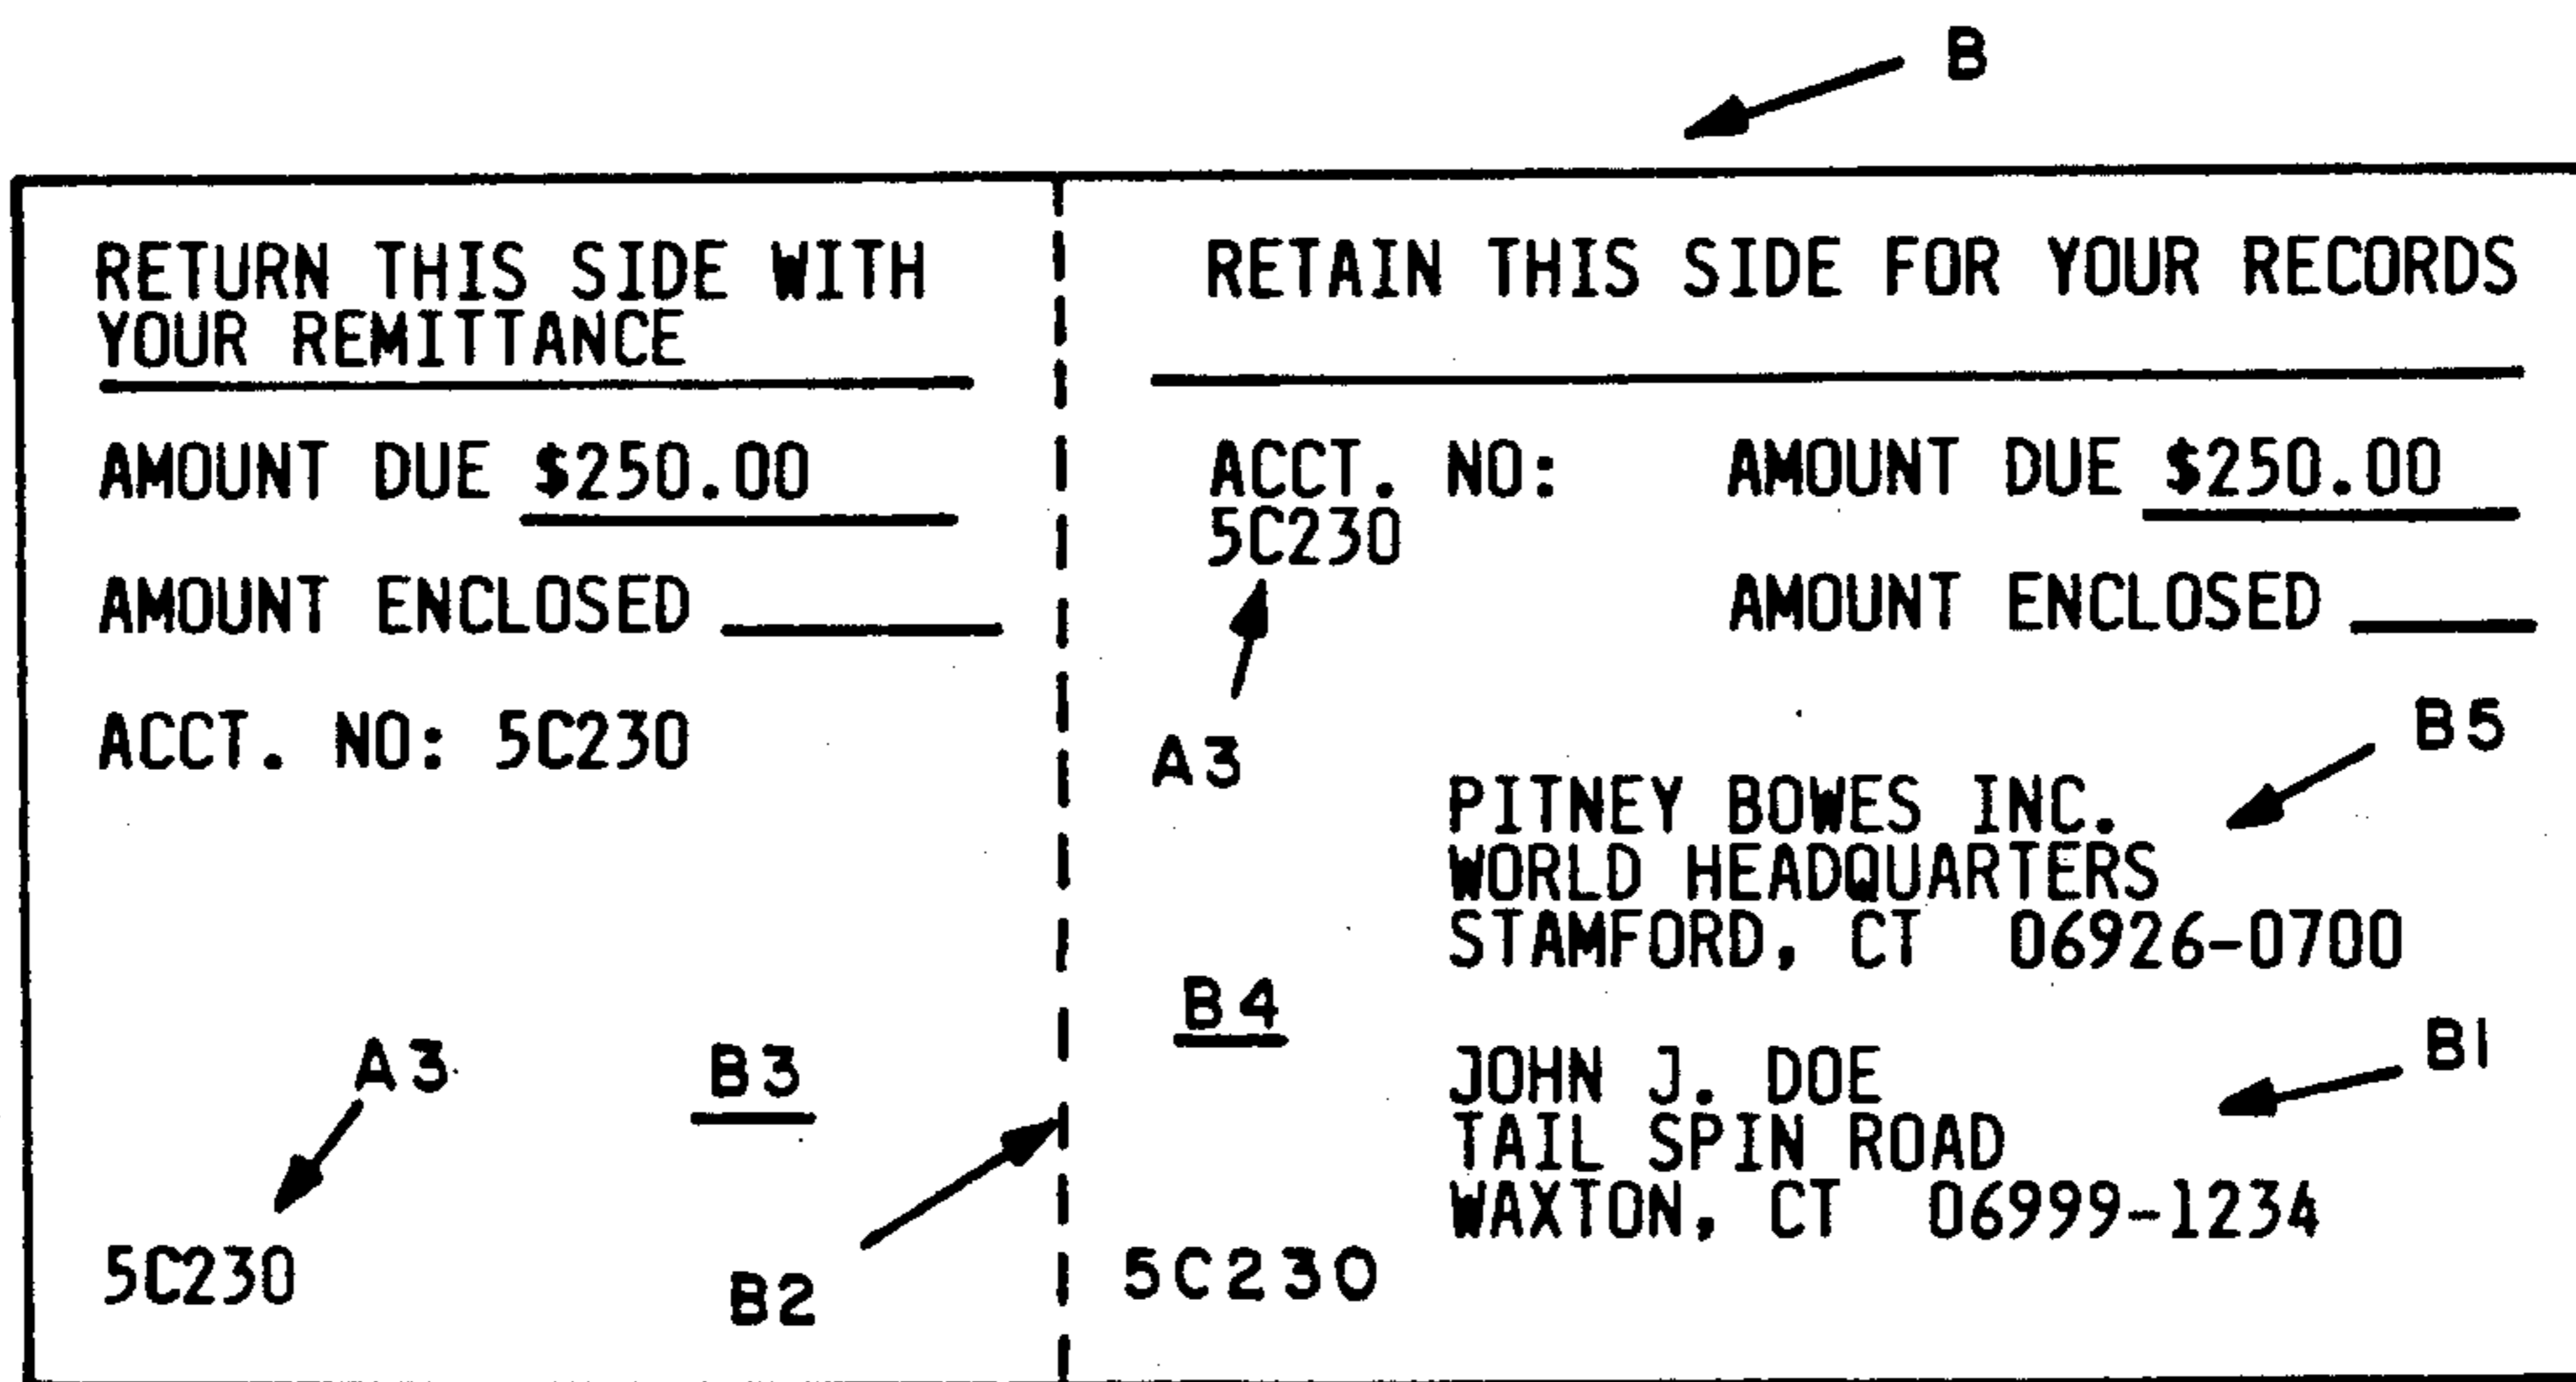 B
RETURN THIS SIDE WITH
YOUR REMITTANCE
AMOUNT DUE $250.00
AMOUNT ENCLOSED
ACCT. NO: 5C230
A3
B3
5C230
B2
RETAIN THIS SIDE FOR YOUR RECORDS
ACCT. NO: AMOUNT DUE $250.00
5C230
AMOUNT ENCLOSED
A3
B5
PITNEY BOWES INC.
WORLD HEADQUARTERS
STAMFORD, CT 06926-0700
B4
B1
JOHN J. DOE
TAIL SPIN ROAD
WAXTON, CT 06999-1234
5C230